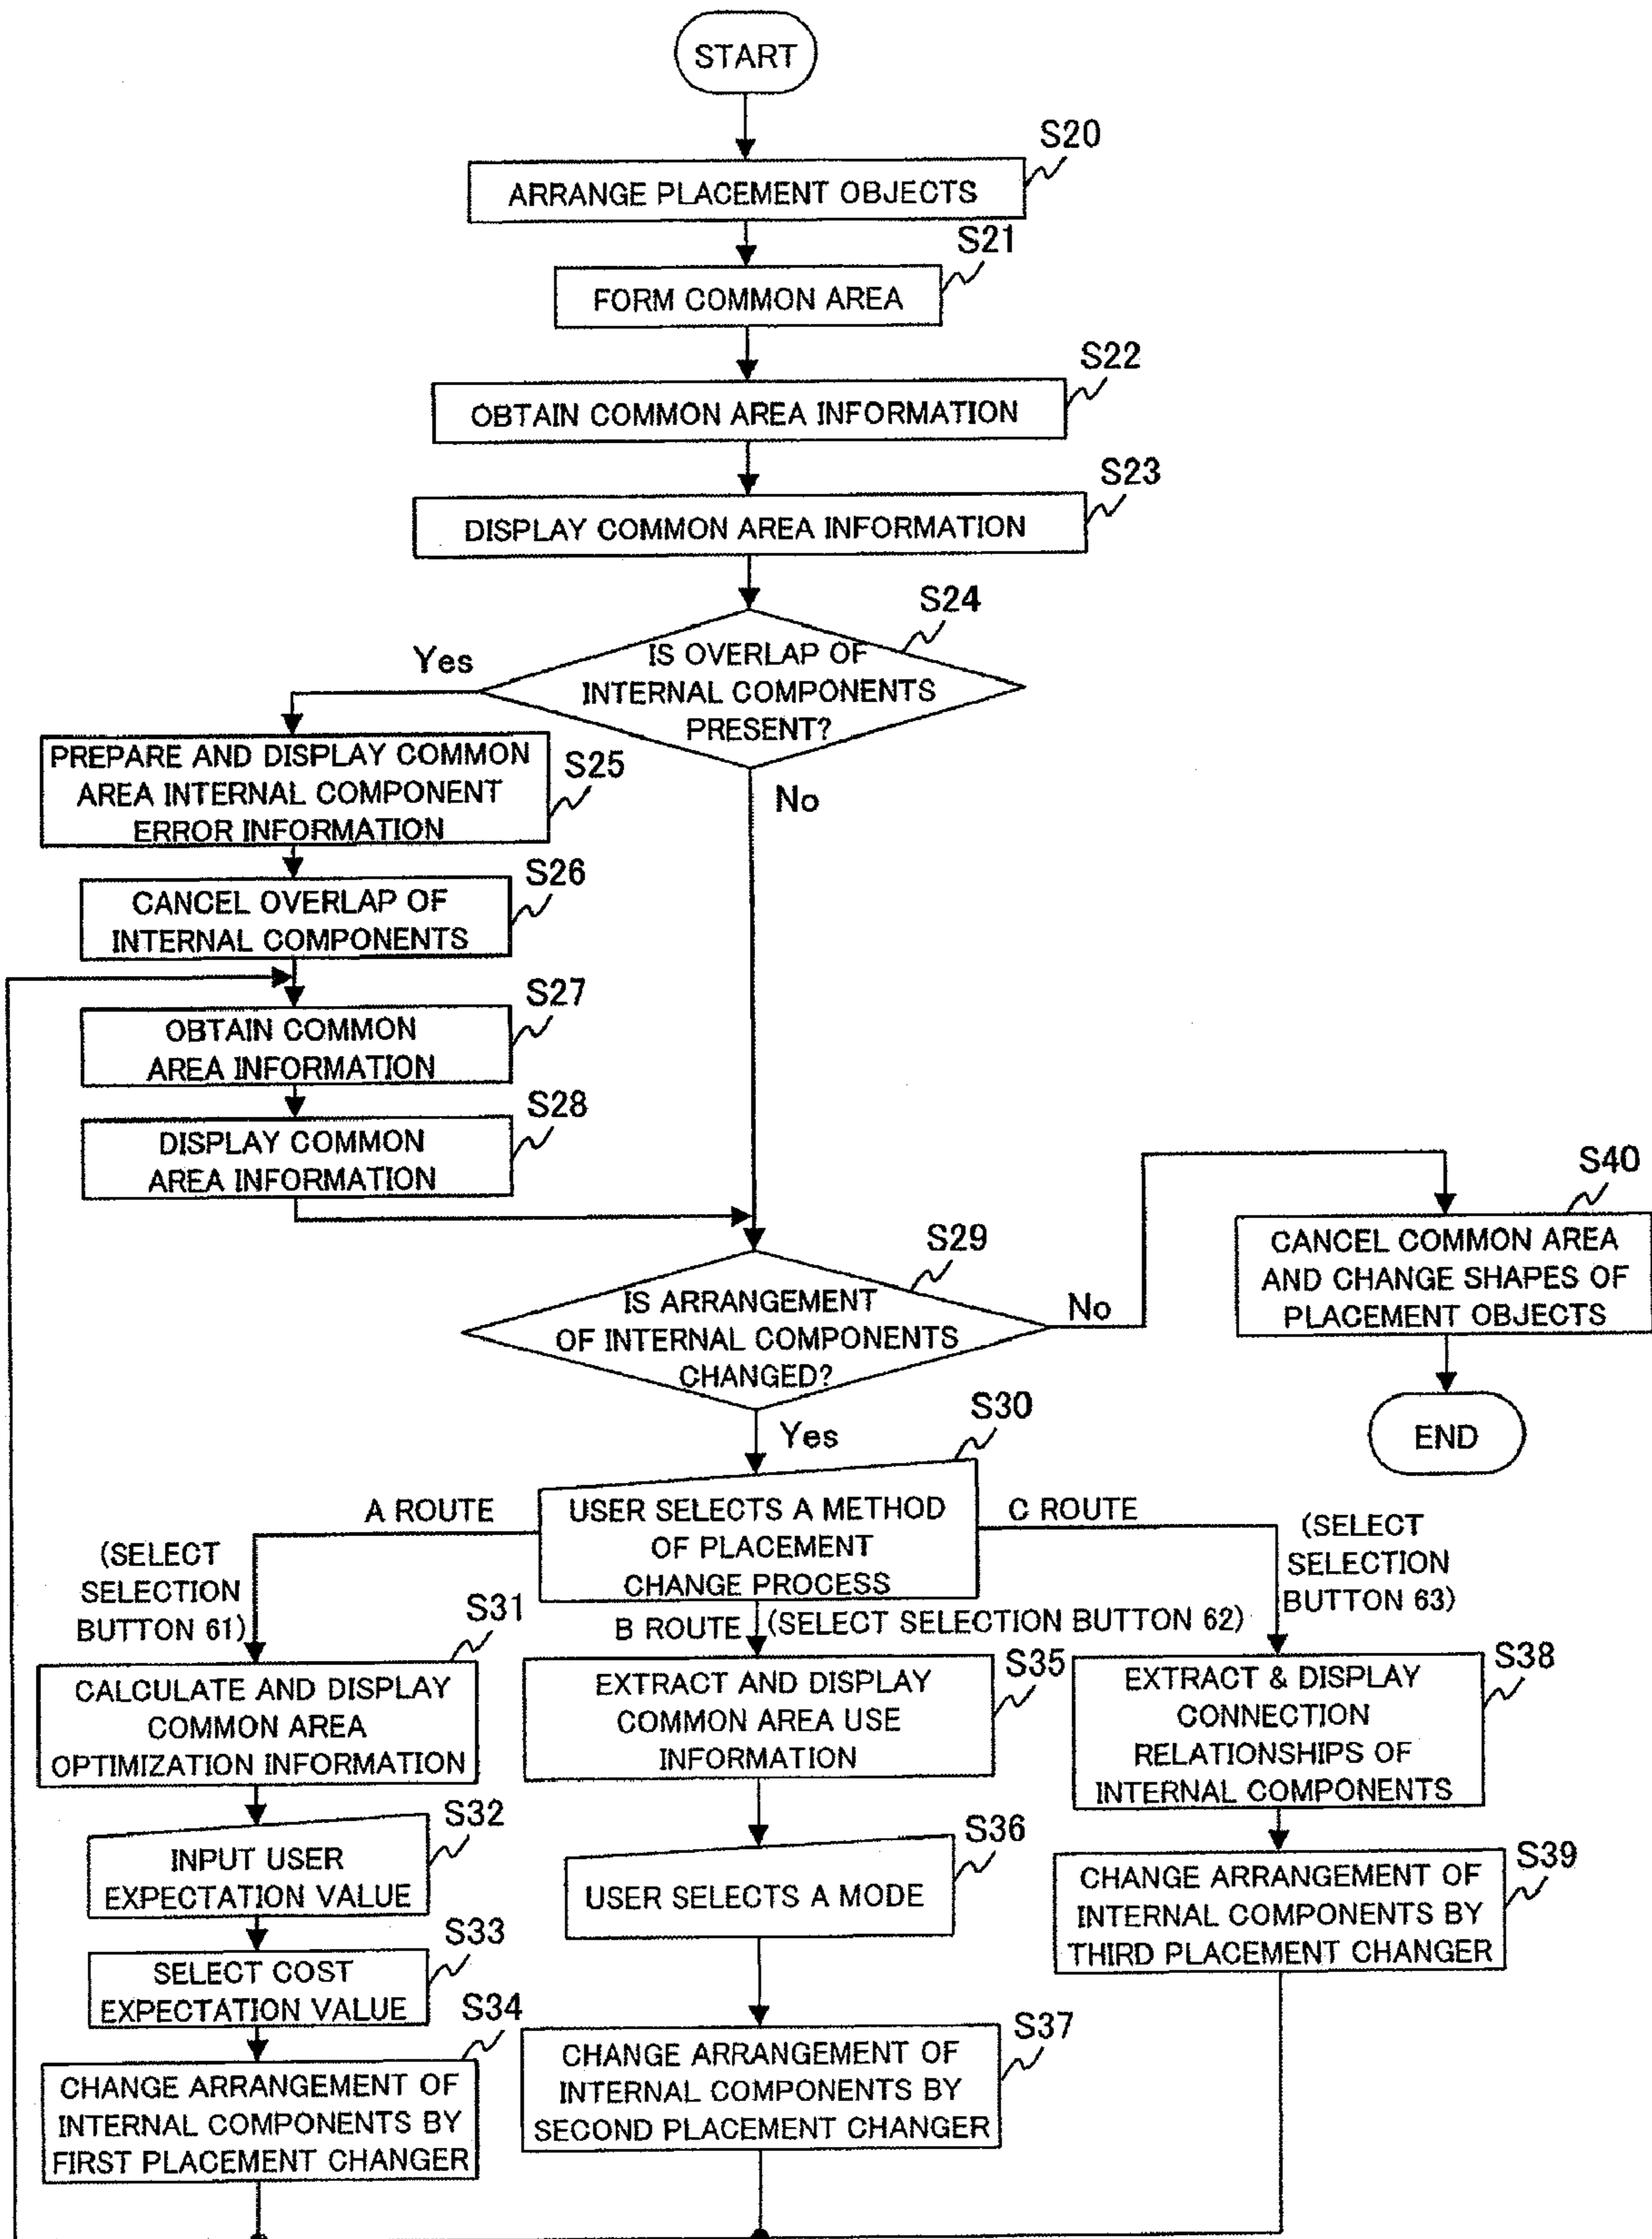 START
S20
ARRANGE PLACEMENT OBJECTS
S21
FORM COMMON AREA
S22
OBTAIN COMMON AREA INFORMATION
S23
DISPLAY COMMON AREA INFORMATION
S24
IS OVERLAP OF
INTERNAL COMPONENTS
PRESENT?
Yes
No
PREPARE AND DISPLAY COMMON
AREA INTERNAL COMPONENT
ERROR INFORMATION
S25
CANCEL OVERLAP OF
INTERNAL COMPONENTS
S26
OBTAIN COMMON
AREA INFORMATION
S27
DISPLAY COMMON
AREA INFORMATION
S28
S29
IS ARRANGEMENT
OF INTERNAL COMPONENTS
CHANGED?
No
Yes
S40
CANCEL COMMON AREA
AND CHANGE SHAPES OF
PLACEMENT OBJECTS
END
S30
USER SELECTS A METHOD
OF PLACEMENT
CHANGE PROCESS
A ROUTE
(SELECT
SELECTION
BUTTON 61)
B ROUTE
(SELECT SELECTION BUTTON 62)
C ROUTE
(SELECT
SELECTION
BUTTON 63)
S31
CALCULATE AND DISPLAY
COMMON AREA
OPTIMIZATION INFORMATION
S32
INPUT USER
EXPECTATION VALUE
S33
SELECT COST
EXPECTATION VALUE
S34
CHANGE ARRANGEMENT OF
INTERNAL COMPONENTS BY
FIRST PLACEMENT CHANGER
S35
EXTRACT AND DISPLAY
COMMON AREA USE
INFORMATION
S36
USER SELECTS A MODE
S37
CHANGE ARRANGEMENT OF
INTERNAL COMPONENTS BY
SECOND PLACEMENT CHANGER
S38
EXTRACT & DISPLAY
CONNECTION
RELATIONSHIPS OF
INTERNAL COMPONENTS
S39
CHANGE ARRANGEMENT OF
INTERNAL COMPONENTS BY
THIRD PLACEMENT CHANGER